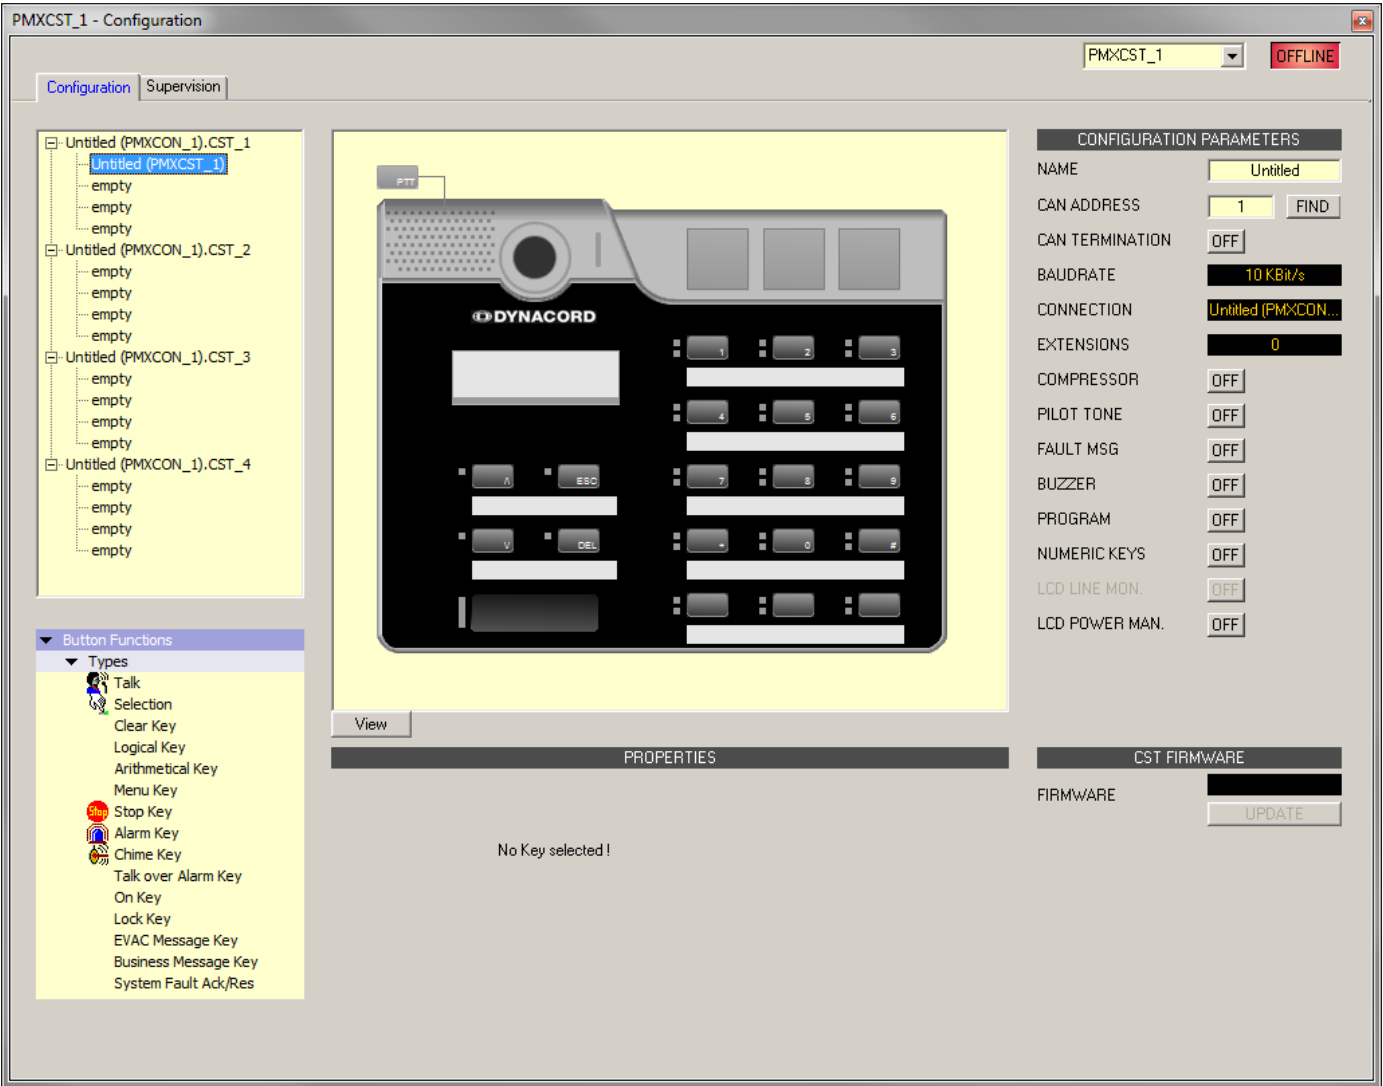 PMXCST_1 - Configuration
PMXCST_1
OFFLINE
Configuration
Supervision
Untitled (PMXCON_1).CST_1
Untitled (PMXCST_1)
empty
empty
empty
Untitled (PMXCON_1).CST_2
empty
empty
empty
empty
Untitled (PMXCON_1).CST_3
empty
empty
empty
empty
Untitled (PMXCON_1).CST_4
empty
empty
empty
empty
Button Functions
Types
Talk
Selection
Clear Key
Logical Key
Arithmetical Key
Menu Key
Stop
Stop Key
Alarm Key
Chime Key
Talk over Alarm Key
On Key
Lock Key
EVAC Message Key
Business Message Key
System Fault Ack/Res
PTT
DYNACORD
1 2 3
4 5 6
Λ ESC 7 8 9
V DEL * 0 #
View
PROPERTIES
No Key selected !
CONFIGURATION PARAMETERS
NAME Untitled
CAN ADDRESS 1 FIND
CAN TERMINATION OFF
BAUDRATE 10 KBit/s
CONNECTION Untitled (PMXCON...
EXTENSIONS 0
COMPRESSOR OFF
PILOT TONE OFF
FAULT MSG OFF
BUZZER OFF
PROGRAM OFF
NUMERIC KEYS OFF
LCD LINE MON. OFF
LCD POWER MAN. OFF
CST FIRMWARE
FIRMWARE
UPDATE